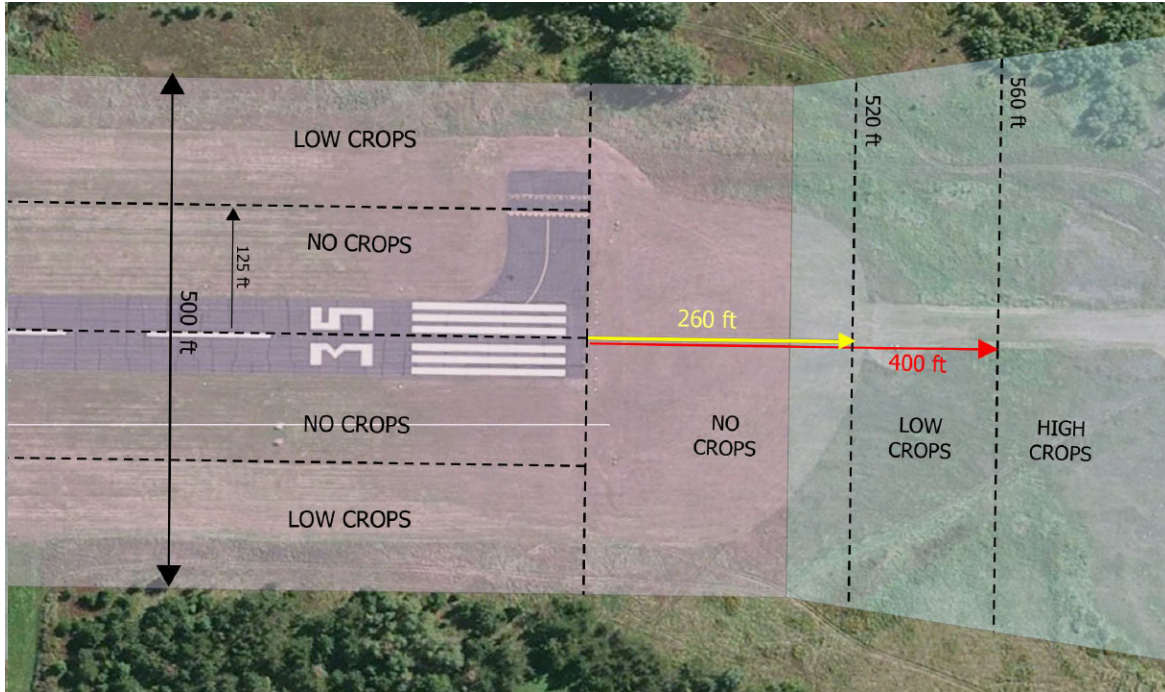 LOW CROPS
NO CROPS
125 ft
500 ft
35
NO CROPS
LOW CROPS
260 ft
400 ft
NO
CROPS
520 ft
560 ft
LOW
CROPS
HIGH
CROPS